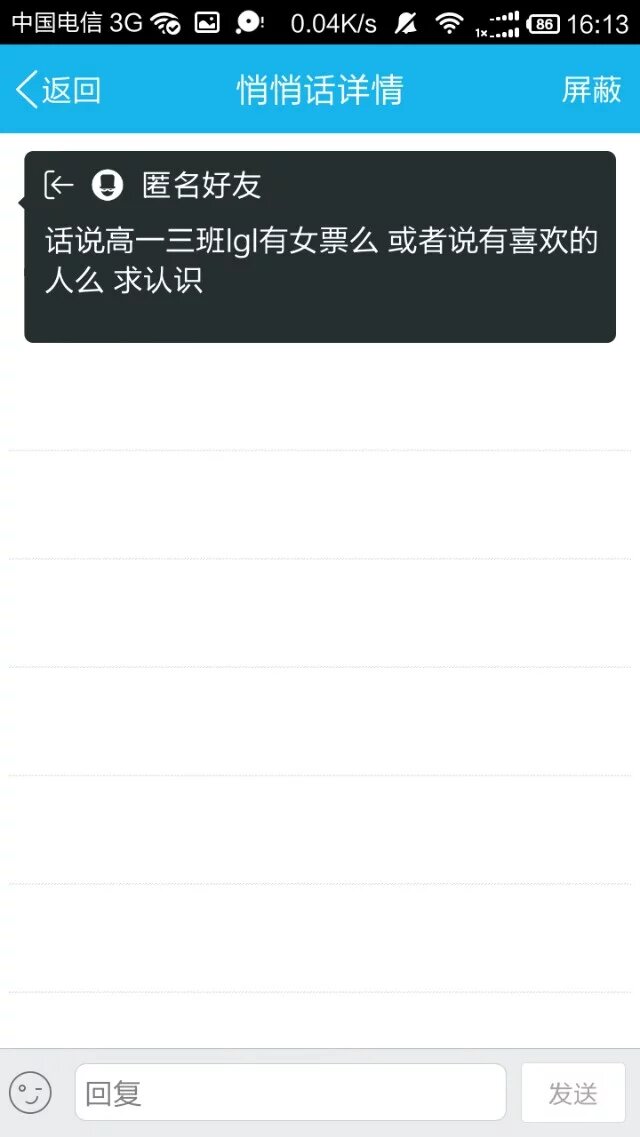 中国电信 3G 0.04K/s 1x 86 16:13
返回 悄悄话详情 屏蔽
匿名好友
话说高一三班lgl有女票么 或者说有喜欢的
人么 求认识
回复 发送